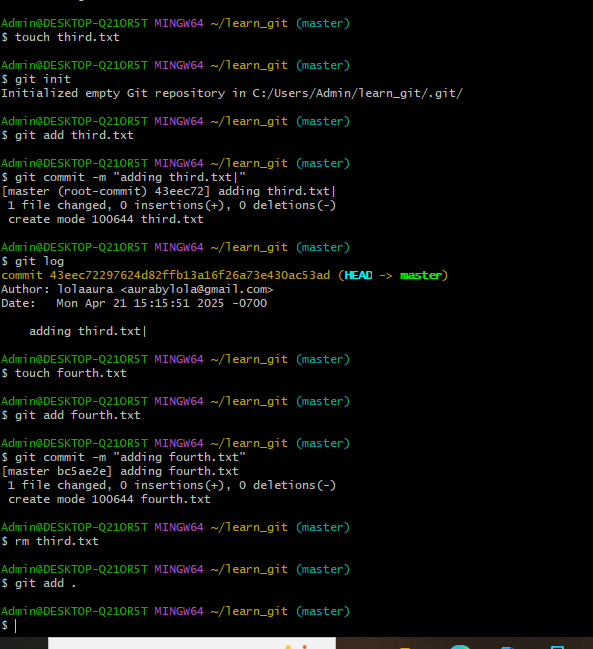 Admin@DESKTOP-Q21OR5T MINGW64 ~/learn_git (master)
$ touch third.txt
Admin@DESKTOP-Q21OR5T MINGW64 ~/learn_git (master)
$ git init
Initialized empty Git repository in C:/Users/Admin/learn_git/.git/
Admin@DESKTOP-Q21OR5T MINGW64 ~/learn_git (master)
$ git add third.txt
Admin@DESKTOP-Q21OR5T MINGW64 ~/learn_git (master)
$ git commit -m "adding third.txt|"
[master (root-commit) 43eec72] adding third.txt|
1 file changed, 0 insertions(+), 0 deletions(-)
create mode 100644 third.txt
Admin@DESKTOP-Q21OR5T MINGW64 ~/learn_git (master)
$ git log
commit 43eec72297624d82ffb13a16f26a73e430ac53ad (HEAD -> master)
Author: lolaaura <aurabylola@gmail.com>
Date: Mon Apr 21 15:15:51 2025 -0700
adding third.txt|
Admin@DESKTOP-Q21OR5T MINGW64 ~/learn_git (master)
$ touch fourth.txt
Admin@DESKTOP-Q21OR5T MINGW64 ~/learn_git (master)
$ git add fourth.txt
Admin@DESKTOP-Q21OR5T MINGW64 ~/learn_git (master)
$ git commit -m "adding fourth.txt"
[master bc5ae2e] adding fourth.txt
1 file changed, 0 insertions(+), 0 deletions(-)
create mode 100644 fourth.txt
Admin@DESKTOP-Q21OR5T MINGW64 ~/learn_git (master)
$ rm third.txt
Admin@DESKTOP-Q21OR5T MINGW64 ~/learn_git (master)
$ git add .
Admin@DESKTOP-Q21OR5T MINGW64 ~/learn_git (master)
$